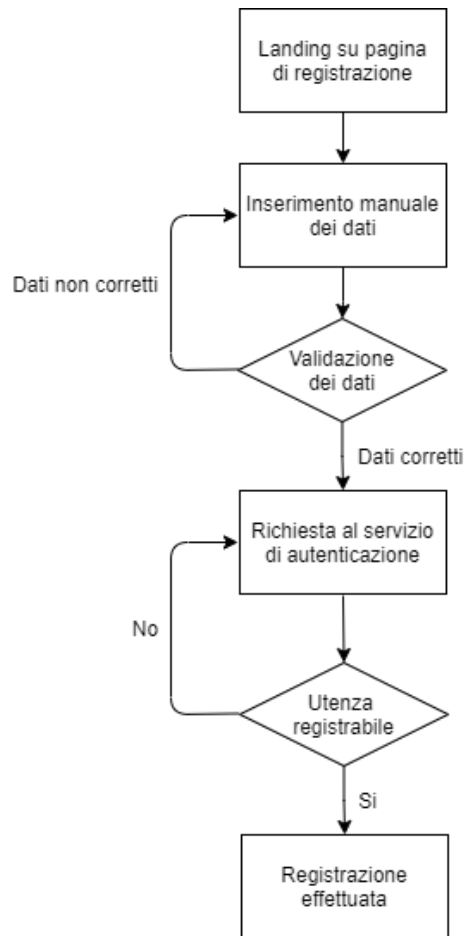 Landing su pagina
di registrazione
Inserimento manuale
dei dati
Dati non corretti
Validazione
dei dati
Dati corretti
Richiesta al servizio
di autenticazione
No
Utenza
registrabile
Si
Registrazione
effettuata